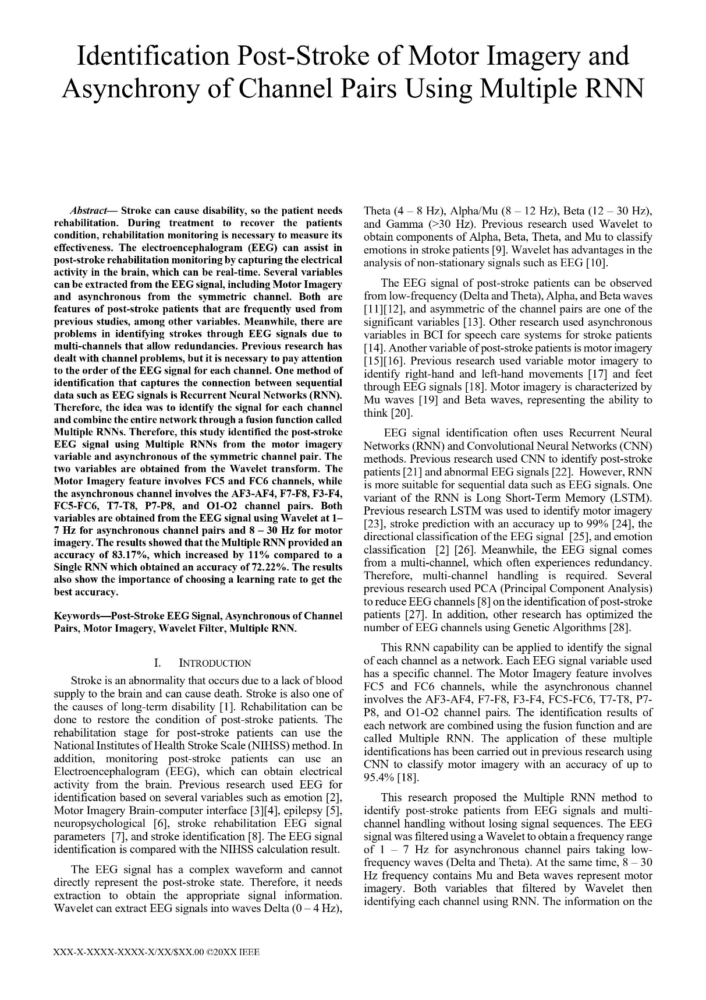 Identification Post-Stroke of Motor Imagery and
Asynchrony of Channel Pairs Using Multiple RNN
Abstract— Stroke can cause disability, so the patient needs
rehabilitation. During treatment to recover the patients
condition, rehabilitation monitoring is necessary to measure its
effectiveness. The electroencephalogram (EEG) can assist in
post-stroke rehabilitation monitoring by capturing the electrical
activity in the brain, which can be real-time. Several variables
can be extracted from the EEG signal, including Motor Imagery
and asynchronous from the symmetric channel. Both are
features of post-stroke patients that are frequently used from
previous studies, among other variables. Meanwhile, there are
problems in identifying strokes through EEG signals due to
multi-channels that allow redundancies. Previous research has
dealt with channel problems, but it is necessary to pay attention
to the order of the EEG signal for each channel. One method of
identification that captures the connection between sequential
data such as EEG signals is Recurrent Neural Networks (RNN).
Therefore, the idea was to identify the signal for each channel
and combine the entire network through a fusion function called
Multiple RNNs. Therefore, this study identified the post-stroke
EEG signal using Multiple RNNs from the motor imagery
variable and asynchronous of the symmetric channel pair. The
two variables are obtained from the Wavelet transform. The
Motor Imagery feature involves FC5 and FC6 channels, while
the asynchronous channel involves the AF3-AF4, F7-F8, F3-F4,
FC5-FC6, T7-T8, P7-P8, and O1-O2 channel pairs. Both
variables are obtained from the EEG signal using Wavelet at 1–
7 Hz for asynchronous channel pairs and 8 – 30 Hz for motor
imagery. The results showed that the Multiple RNN provided an
accuracy of 83.17%, which increased by 11% compared to a
Single RNN which obtained an accuracy of 72.22%. The results
also show the importance of choosing a learning rate to get the
best accuracy.
Keywords—Post-Stroke EEG Signal, Asynchronous of Channel
Pairs, Motor Imagery, Wavelet Filter, Multiple RNN.
I. INTRODUCTION
Stroke is an abnormality that occurs due to a lack of blood
supply to the brain and can cause death. Stroke is also one of
the causes of long-term disability [1]. Rehabilitation can be
done to restore the condition of post-stroke patients. The
rehabilitation stage for post-stroke patients can use the
National Institutes of Health Stroke Scale (NIHSS) method. In
addition, monitoring post-stroke patients can use an
Electroencephalogram (EEG), which can obtain electrical
activity from the brain. Previous research used EEG for
identification based on several variables such as emotion [2],
Motor Imagery Brain-computer interface [3][4], epilepsy [5],
neuropsychological [6], stroke rehabilitation EEG signal
parameters [7], and stroke identification [8]. The EEG signal
identification is compared with the NIHSS calculation result.
The EEG signal has a complex waveform and cannot
directly represent the post-stroke state. Therefore, it needs
extraction to obtain the appropriate signal information.
Wavelet can extract EEG signals into waves Delta (0 – 4 Hz),
Theta (4 – 8 Hz), Alpha/Mu (8 – 12 Hz), Beta (12 – 30 Hz),
and Gamma (>30 Hz). Previous research used Wavelet to
obtain components of Alpha, Beta, Theta, and Mu to classify
emotions in stroke patients [9]. Wavelet has advantages in the
analysis of non-stationary signals such as EEG [10].
The EEG signal of post-stroke patients can be observed
from low-frequency (Delta and Theta), Alpha, and Beta waves
[11][12], and asymmetric of the channel pairs are one of the
significant variables [13]. Other research used asynchronous
variables in BCI for speech care systems for stroke patients
[14]. Another variable of post-stroke patients is motor imagery
[15][16]. Previous research used variable motor imagery to
identify right-hand and left-hand movements [17] and feet
through EEG signals [18]. Motor imagery is characterized by
Mu waves [19] and Beta waves, representing the ability to
think [20].
EEG signal identification often uses Recurrent Neural
Networks (RNN) and Convolutional Neural Networks (CNN)
methods. Previous research used CNN to identify post-stroke
patients [21] and abnormal EEG signals [22]. However, RNN
is more suitable for sequential data such as EEG signals. One
variant of the RNN is Long Short-Term Memory (LSTM).
Previous research LSTM was used to identify motor imagery
[23], stroke prediction with an accuracy up to 99% [24], the
directional classification of the EEG signal [25], and emotion
classification [2] [26]. Meanwhile, the EEG signal comes
from a multi-channel, which often experiences redundancy.
Therefore, multi-channel handling is required. Several
previous research used PCA (Principal Component Analysis)
to reduce EEG channels [8] on the identification of post-stroke
patients [27]. In addition, other research has optimized the
number of EEG channels using Genetic Algorithms [28].
This RNN capability can be applied to identify the signal
of each channel as a network. Each EEG signal variable used
has a specific channel. The Motor Imagery feature involves
FC5 and FC6 channels, while the asynchronous channel
involves the AF3-AF4, F7-F8, F3-F4, FC5-FC6, T7-T8, P7-
P8, and O1-O2 channel pairs. The identification results of
each network are combined using the fusion function and are
called Multiple RNN. The application of these multiple
identifications has been carried out in previous research using
CNN to classify motor imagery with an accuracy of up to
95.4% [18].
This research proposed the Multiple RNN method to
identify post-stroke patients from EEG signals and multi-
channel handling without losing signal sequences. The EEG
signal was filtered using a Wavelet to obtain a frequency range
of 1 – 7 Hz for asynchronous channel pairs taking low-
frequency waves (Delta and Theta). At the same time, 8 – 30
Hz frequency contains Mu and Beta waves represent motor
imagery. Both variables that filtered by Wavelet then
identifying each channel using RNN. The information on the
XXX-X-XXXX-XXXX-X/XX/$XX.00 ©20XX IEEE